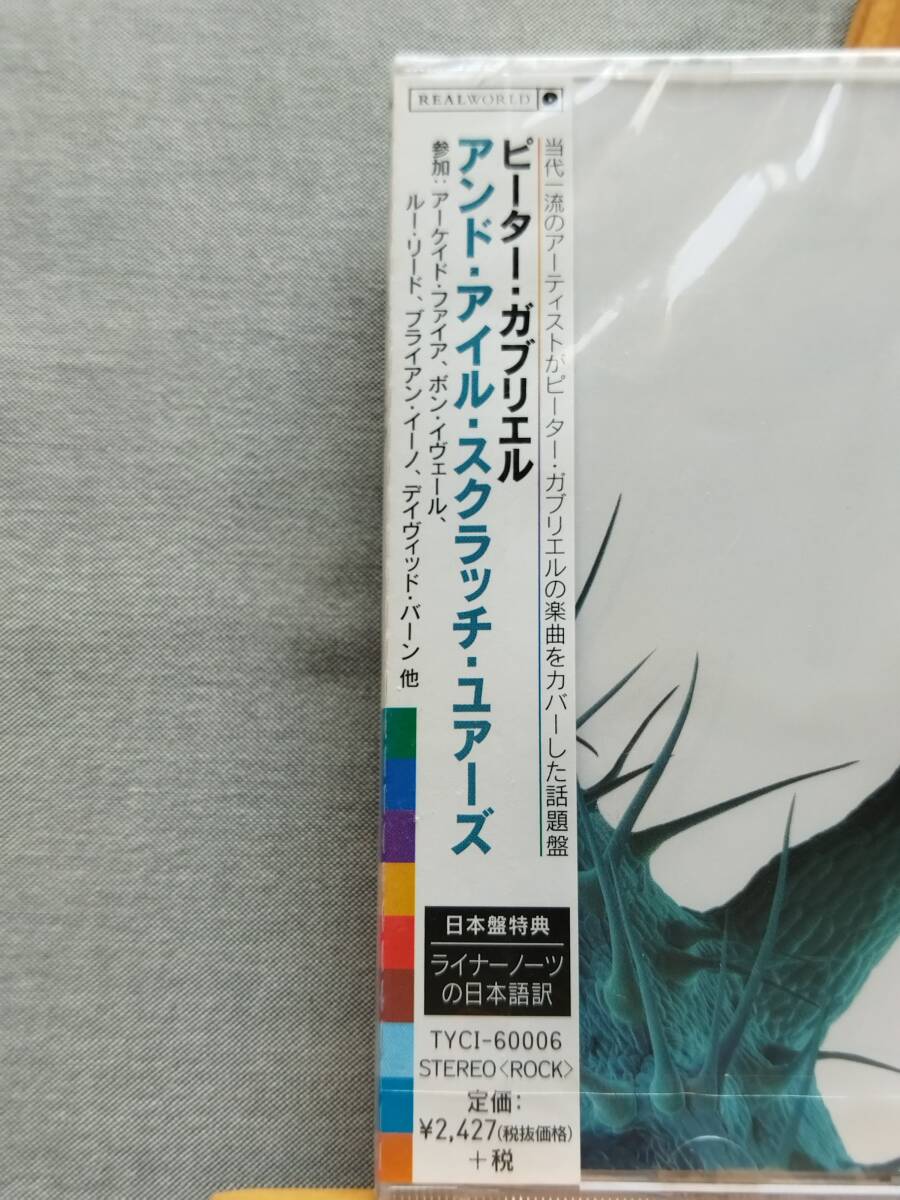 REALWORLD
当代一流のアーティストがピーター・ガブリエルの楽曲をカバーした話題盤
ピーター・ガブリエル
アンド・アイル・スクラッチ・ユアーズ
参加：アーケイド・ファイア、ボン・イヴェール、
ルー・リード、ブライアン・イーノ、デイヴィッド・バーン 他
日本盤特典
ライナーノーツ
の日本語訳
TYCI-60006
STEREO〈ROCK〉
定価：
¥2,427(税抜価格)
+税